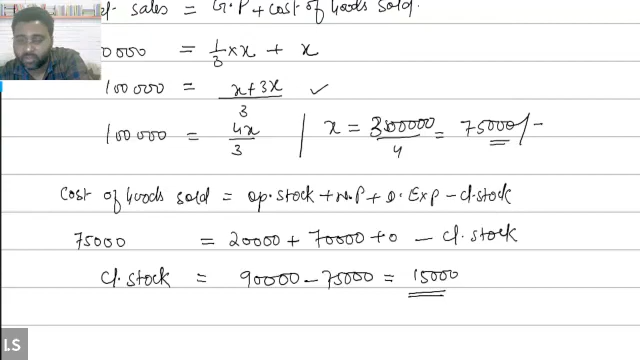 sales = G.P + cost of Goods sold.
0000 = 1/3 × x + x
100000 = x+3x/3 ✓
100000 = 4x/3 | x = 300000/4 = 75000/-
Cost of Goods sold = op. stock + N.P + D. Exp - cl. stock
75000 = 20000 + 70000 + 0 - cl. stock
cl. stock = 90000 - 75000 = 15000
I.S